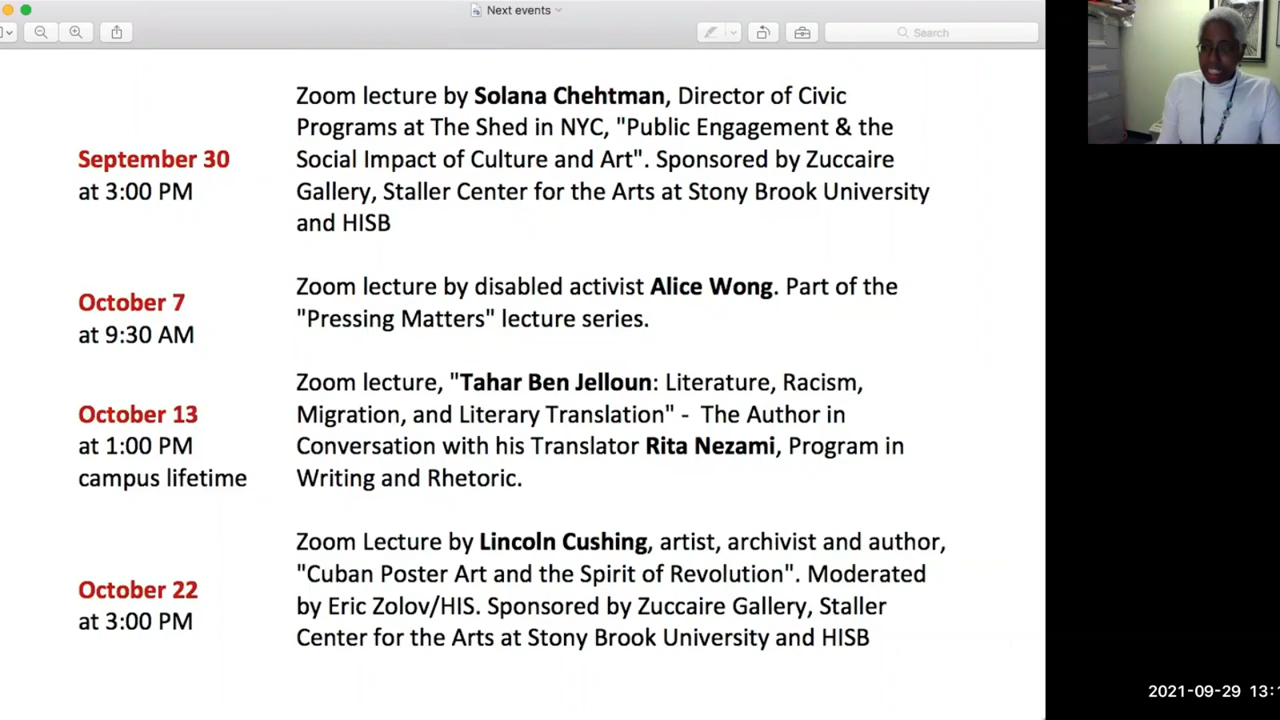 Next events
Search
September 30
at 3:00 PM
Zoom lecture by Solana Chehtman, Director of Civic
Programs at The Shed in NYC, "Public Engagement & the
Social Impact of Culture and Art". Sponsored by Zuccaire
Gallery, Staller Center for the Arts at Stony Brook University
and HISB
October 7
at 9:30 AM
Zoom lecture by disabled activist Alice Wong. Part of the
"Pressing Matters" lecture series.
October 13
at 1:00 PM
campus lifetime
Zoom lecture, "Tahar Ben Jelloun: Literature, Racism,
Migration, and Literary Translation" - The Author in
Conversation with his Translator Rita Nezami, Program in
Writing and Rhetoric.
October 22
at 3:00 PM
Zoom Lecture by Lincoln Cushing, artist, archivist and author,
"Cuban Poster Art and the Spirit of Revolution". Moderated
by Eric Zolov/HIS. Sponsored by Zuccaire Gallery, Staller
Center for the Arts at Stony Brook University and HISB
2021-09-29 13:1